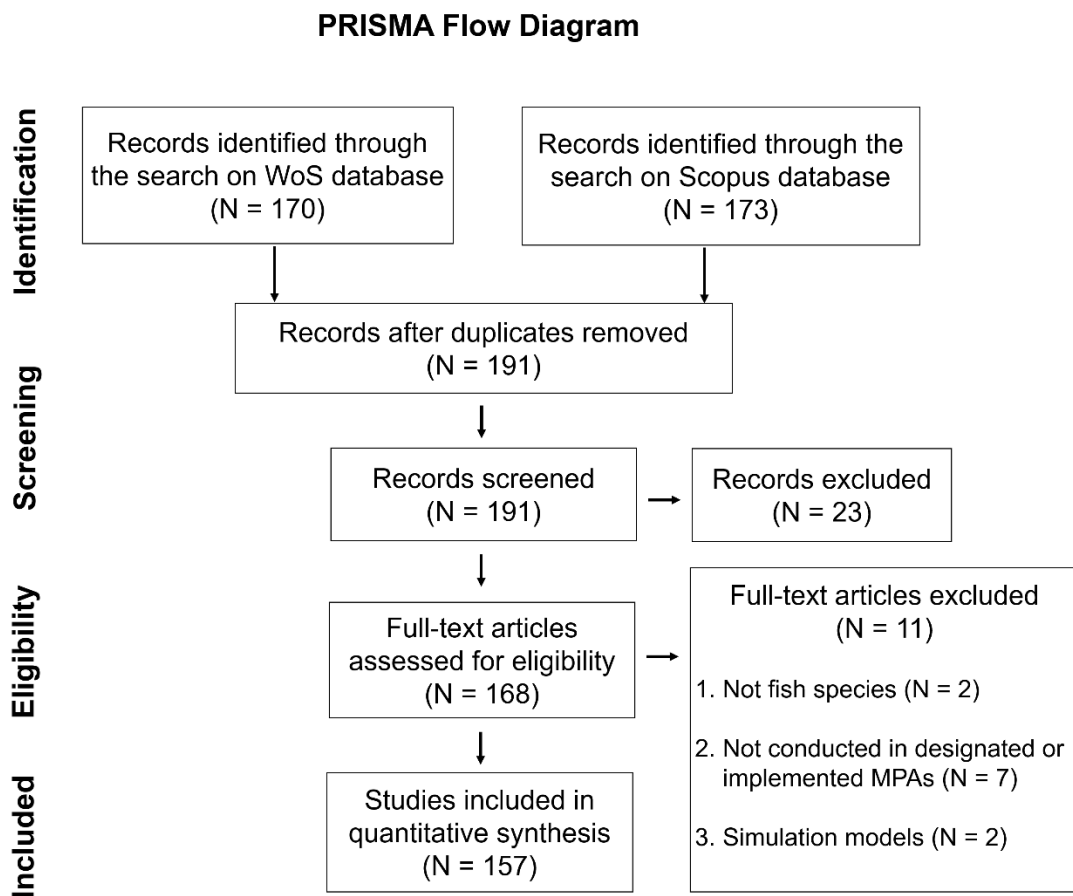 PRISMA Flow Diagram
Identification
Records identified through
the search on WoS database
(N = 170)
Records identified through the
search on Scopus database
(N = 173)
Records after duplicates removed
(N = 191)
Screening
Records screened
(N = 191)
Records excluded
(N = 23)
Eligibility
Full-text articles
assessed for eligibility
(N = 168)
Full-text articles excluded
(N = 11)
1. Not fish species (N = 2)
2. Not conducted in designated or
implemented MPAs (N = 7)
3. Simulation models (N = 2)
Included
Studies included in
quantitative synthesis
(N = 157)